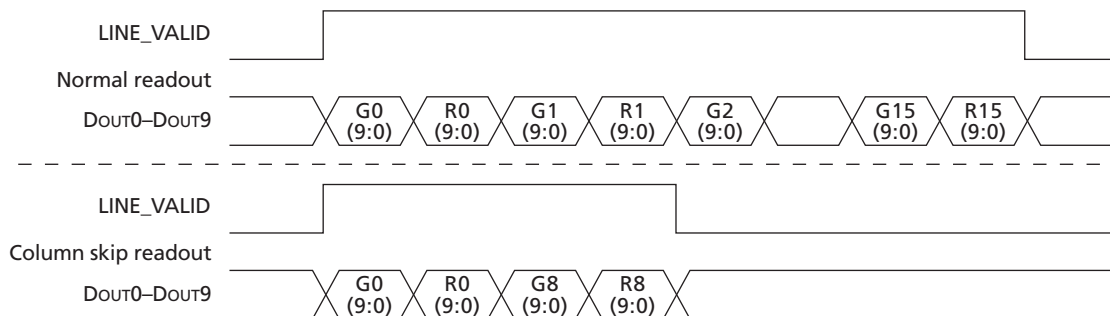 LINE_VALID
Normal readout
DOUT0–DOUT9
G0 (9:0)
R0 (9:0)
G1 (9:0)
R1 (9:0)
G2 (9:0)
G15 (9:0)
R15 (9:0)
LINE_VALID
Column skip readout
DOUT0–DOUT9
G0 (9:0)
R0 (9:0)
G8 (9:0)
R8 (9:0)